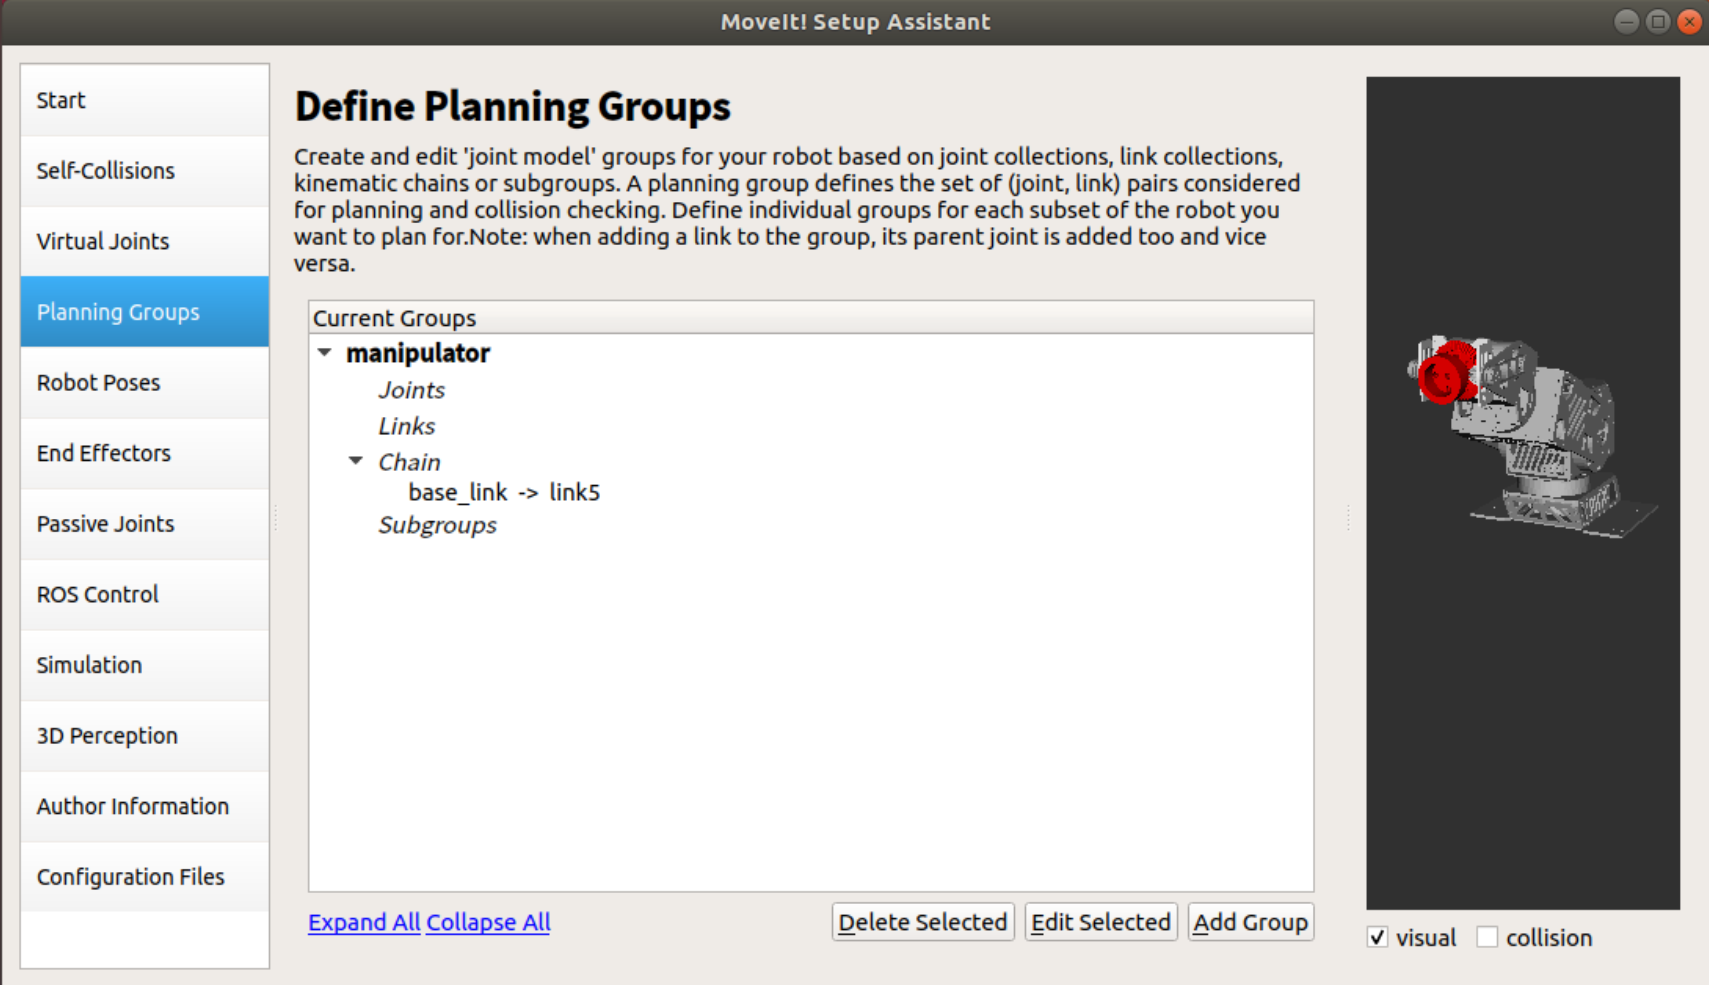 MoveIt! Setup Assistant
Start
Self-Collisions
Virtual Joints
Planning Groups
Robot Poses
End Effectors
Passive Joints
ROS Control
Simulation
3D Perception
Author Information
Configuration Files
Define Planning Groups
Create and edit 'joint model' groups for your robot based on joint collections, link collections,
kinematic chains or subgroups. A planning group defines the set of (joint, link) pairs considered
for planning and collision checking. Define individual groups for each subset of the robot you
want to plan for.Note: when adding a link to the group, its parent joint is added too and vice
versa.
Current Groups
manipulator
Joints
Links
Chain
base_link -> link5
Subgroups
Expand All Collapse All
Delete Selected
Edit Selected
Add Group
visual
collision